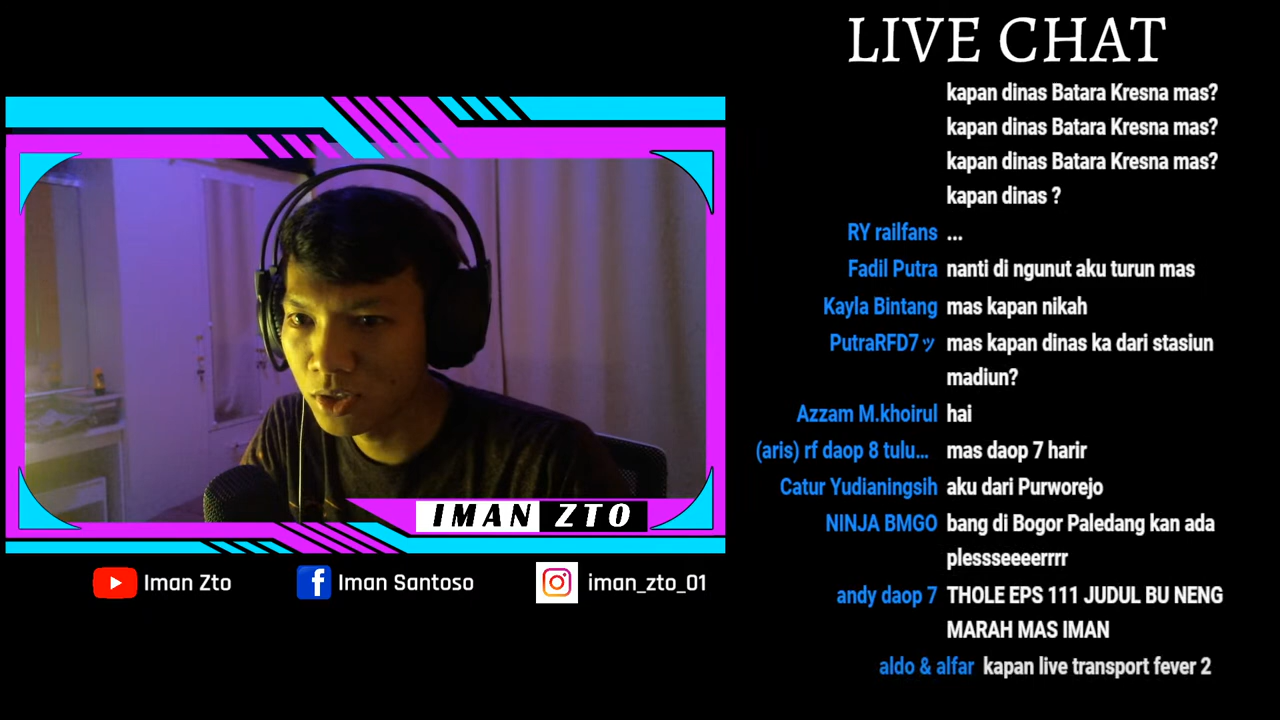 LIVE CHAT
kapan dinas Batara Kresna mas?
kapan dinas Batara Kresna mas?
kapan dinas Batara Kresna mas?
kapan dinas ?
RY railfans ...
Fadil Putra nanti di ngunut aku turun mas
Kayla Bintang mas kapan nikah
PutraRFD7ッ mas kapan dinas ka dari stasiun
madiun?
Azzam M.khoirul hai
(aris) rf daop 8 tulu... mas daop 7 harir
Catur Yudianingsih aku dari Purworejo
NINJA BMGO bang di Bogor Paledang kan ada
plessseeeerrrr
andy daop 7 THOLE EPS 111 JUDUL BU NENG
MARAH MAS IMAN
aldo & alfar kapan live transport fever 2
IMAN ZTO
Iman Zto
Iman Santoso
iman_zto_01